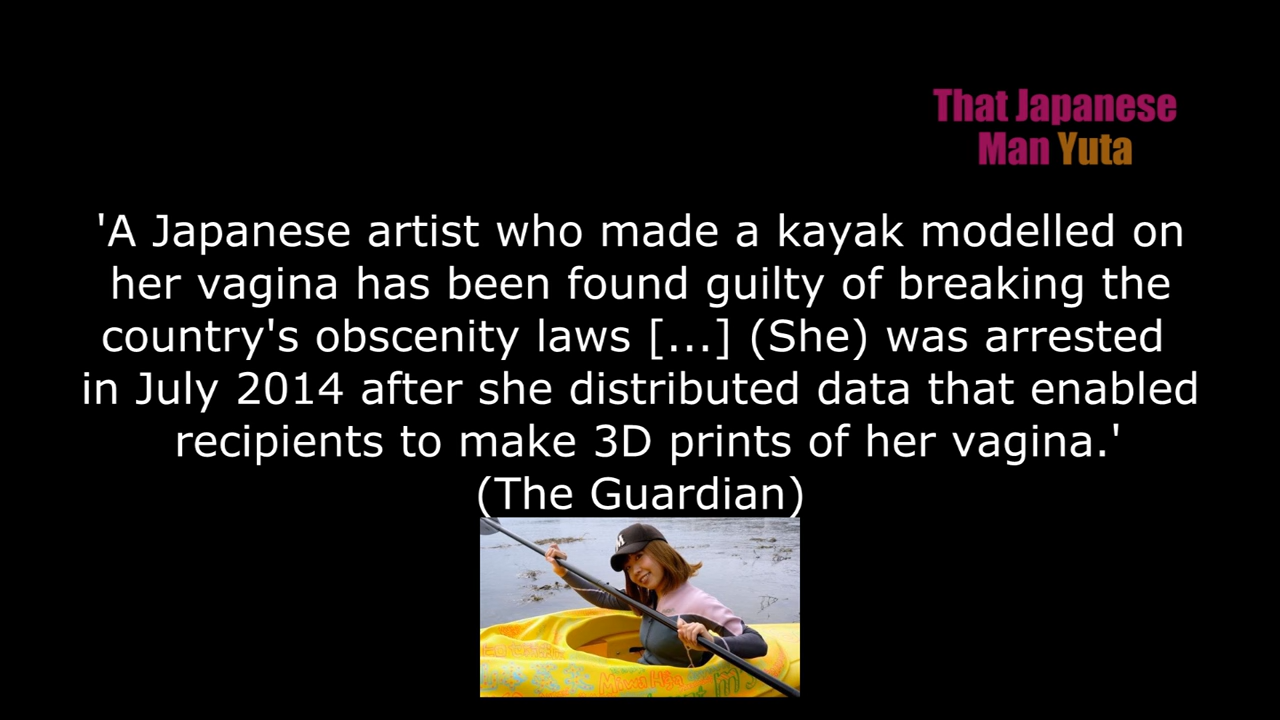 That Japanese
Man Yuta
'A Japanese artist who made a kayak modelled on
her vagina has been found guilty of breaking the
country's obscenity laws [...] (She) was arrested
in July 2014 after she distributed data that enabled
recipients to make 3D prints of her vagina.'
(The Guardian)